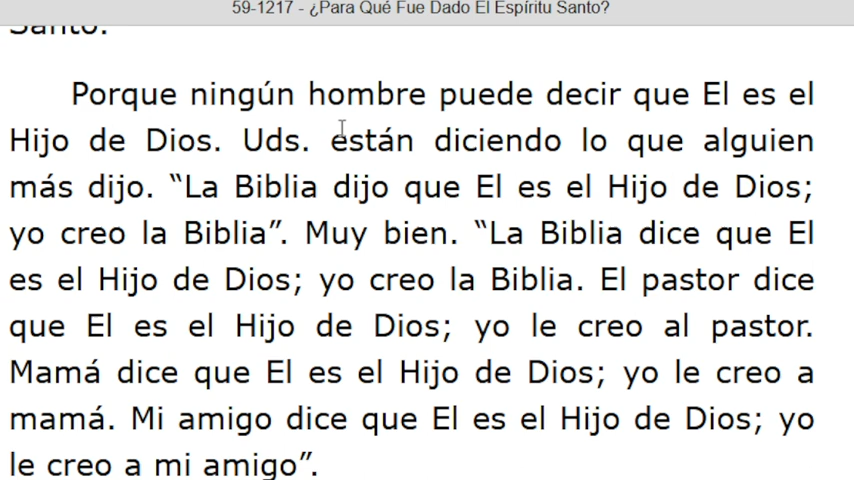 59-1217 - ¿Para Qué Fue Dado El Espíritu Santo?
Santo.
Porque ningún hombre puede decir que El es el
Hijo de Dios. Uds. están diciendo lo que alguien
más dijo. “La Biblia dijo que El es el Hijo de Dios;
yo creo la Biblia”. Muy bien. “La Biblia dice que El
es el Hijo de Dios; yo creo la Biblia. El pastor dice
que El es el Hijo de Dios; yo le creo al pastor.
Mamá dice que El es el Hijo de Dios; yo le creo a
mamá. Mi amigo dice que El es el Hijo de Dios; yo
le creo a mi amigo”.